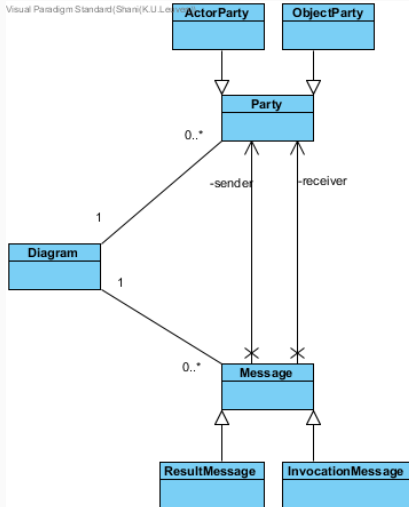 Visual Paradigm Standard(Shani(K.U.Leuven
ActorParty
ObjectParty
Party
0..*
-sender
-receiver
1
Diagram
1
0..*
Message
ResultMessage
InvocationMessage